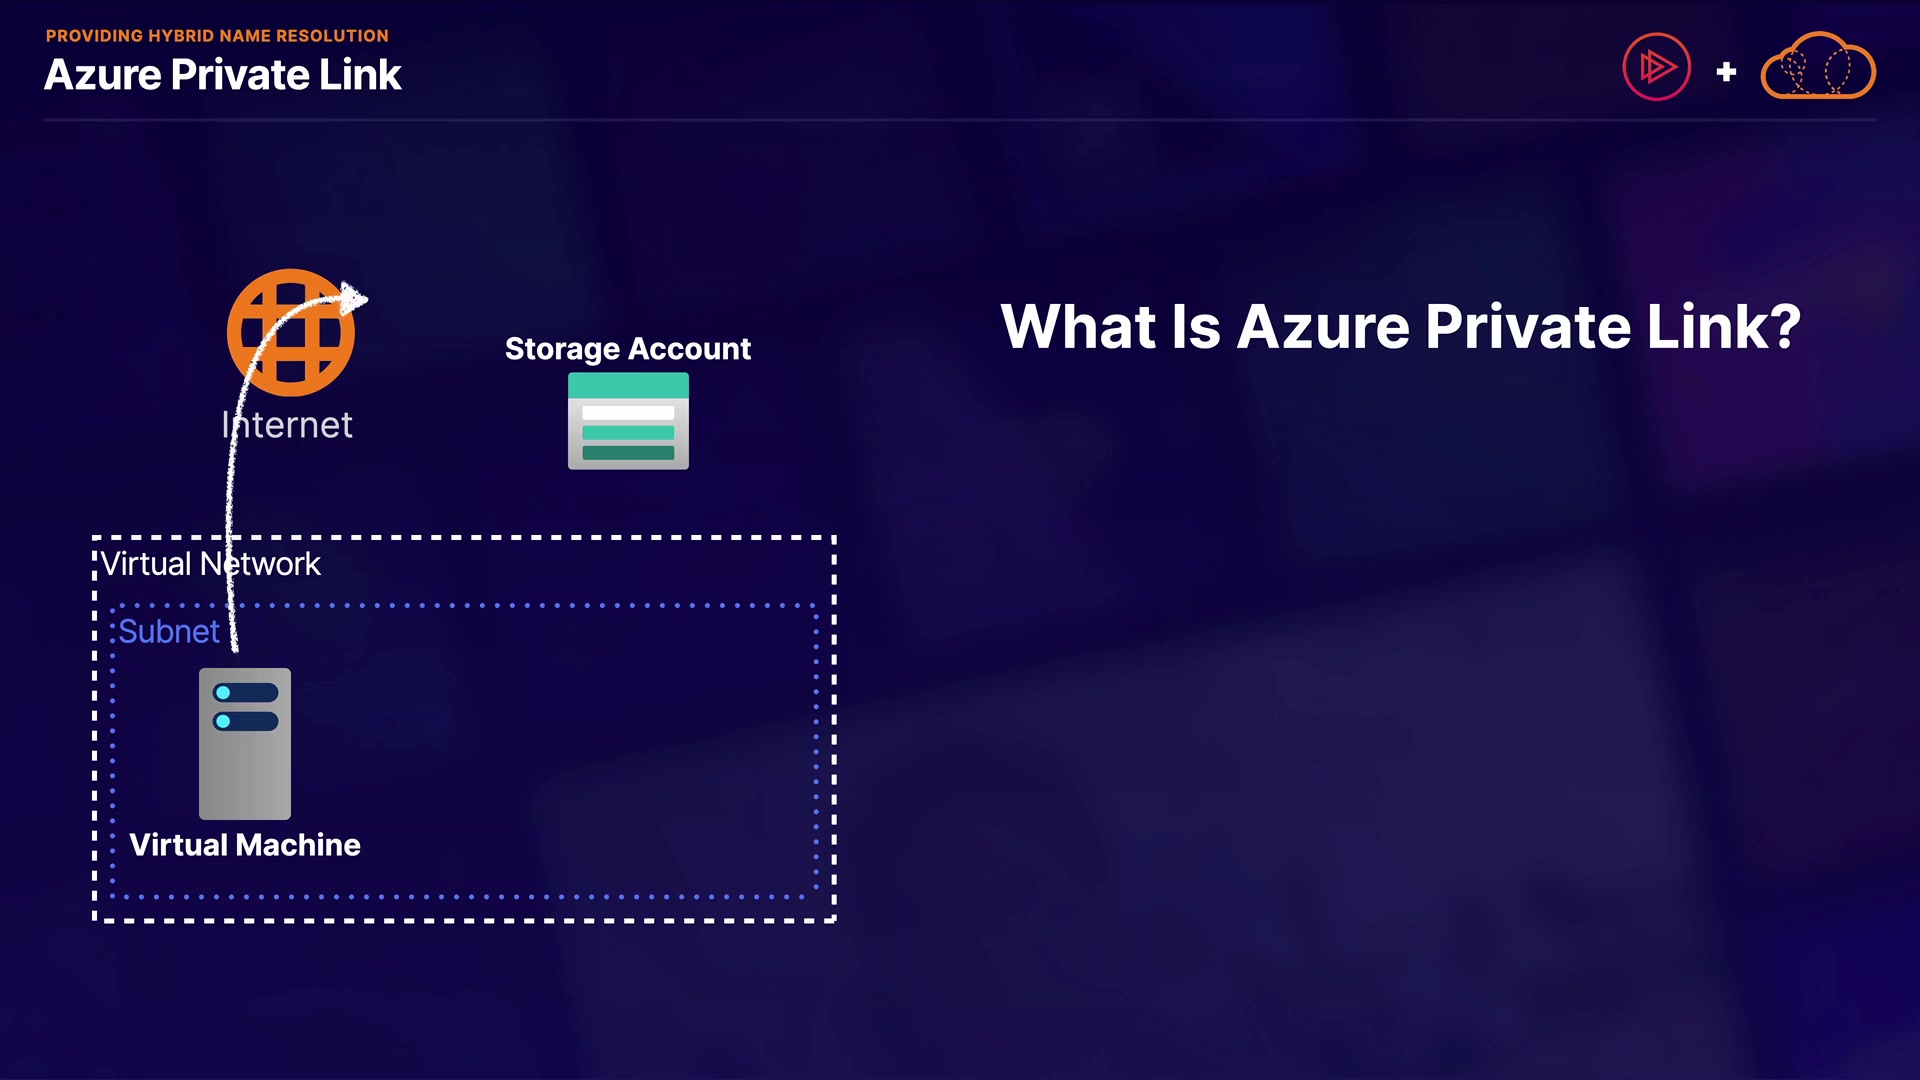 PROVIDING HYBRID NAME RESOLUTION
Azure Private Link
What Is Azure Private Link?
Storage Account
Internet
Virtual Network
Subnet
Virtual Machine